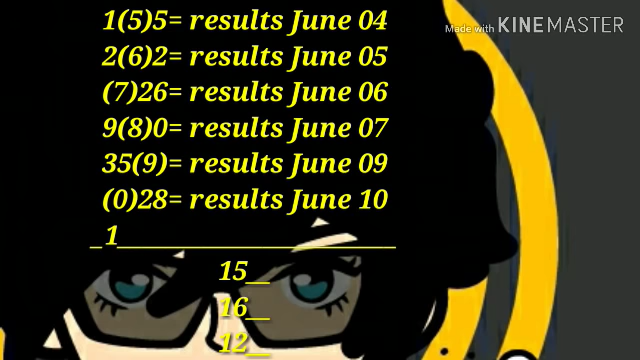 Made with KINEMASTER
1(5)5= results June 04
2(6)2= results June 05
(7)26= results June 06
9(8)0= results June 07
35(9)= results June 09
(0)28= results June 10
_1____________________
15__
16__
12__